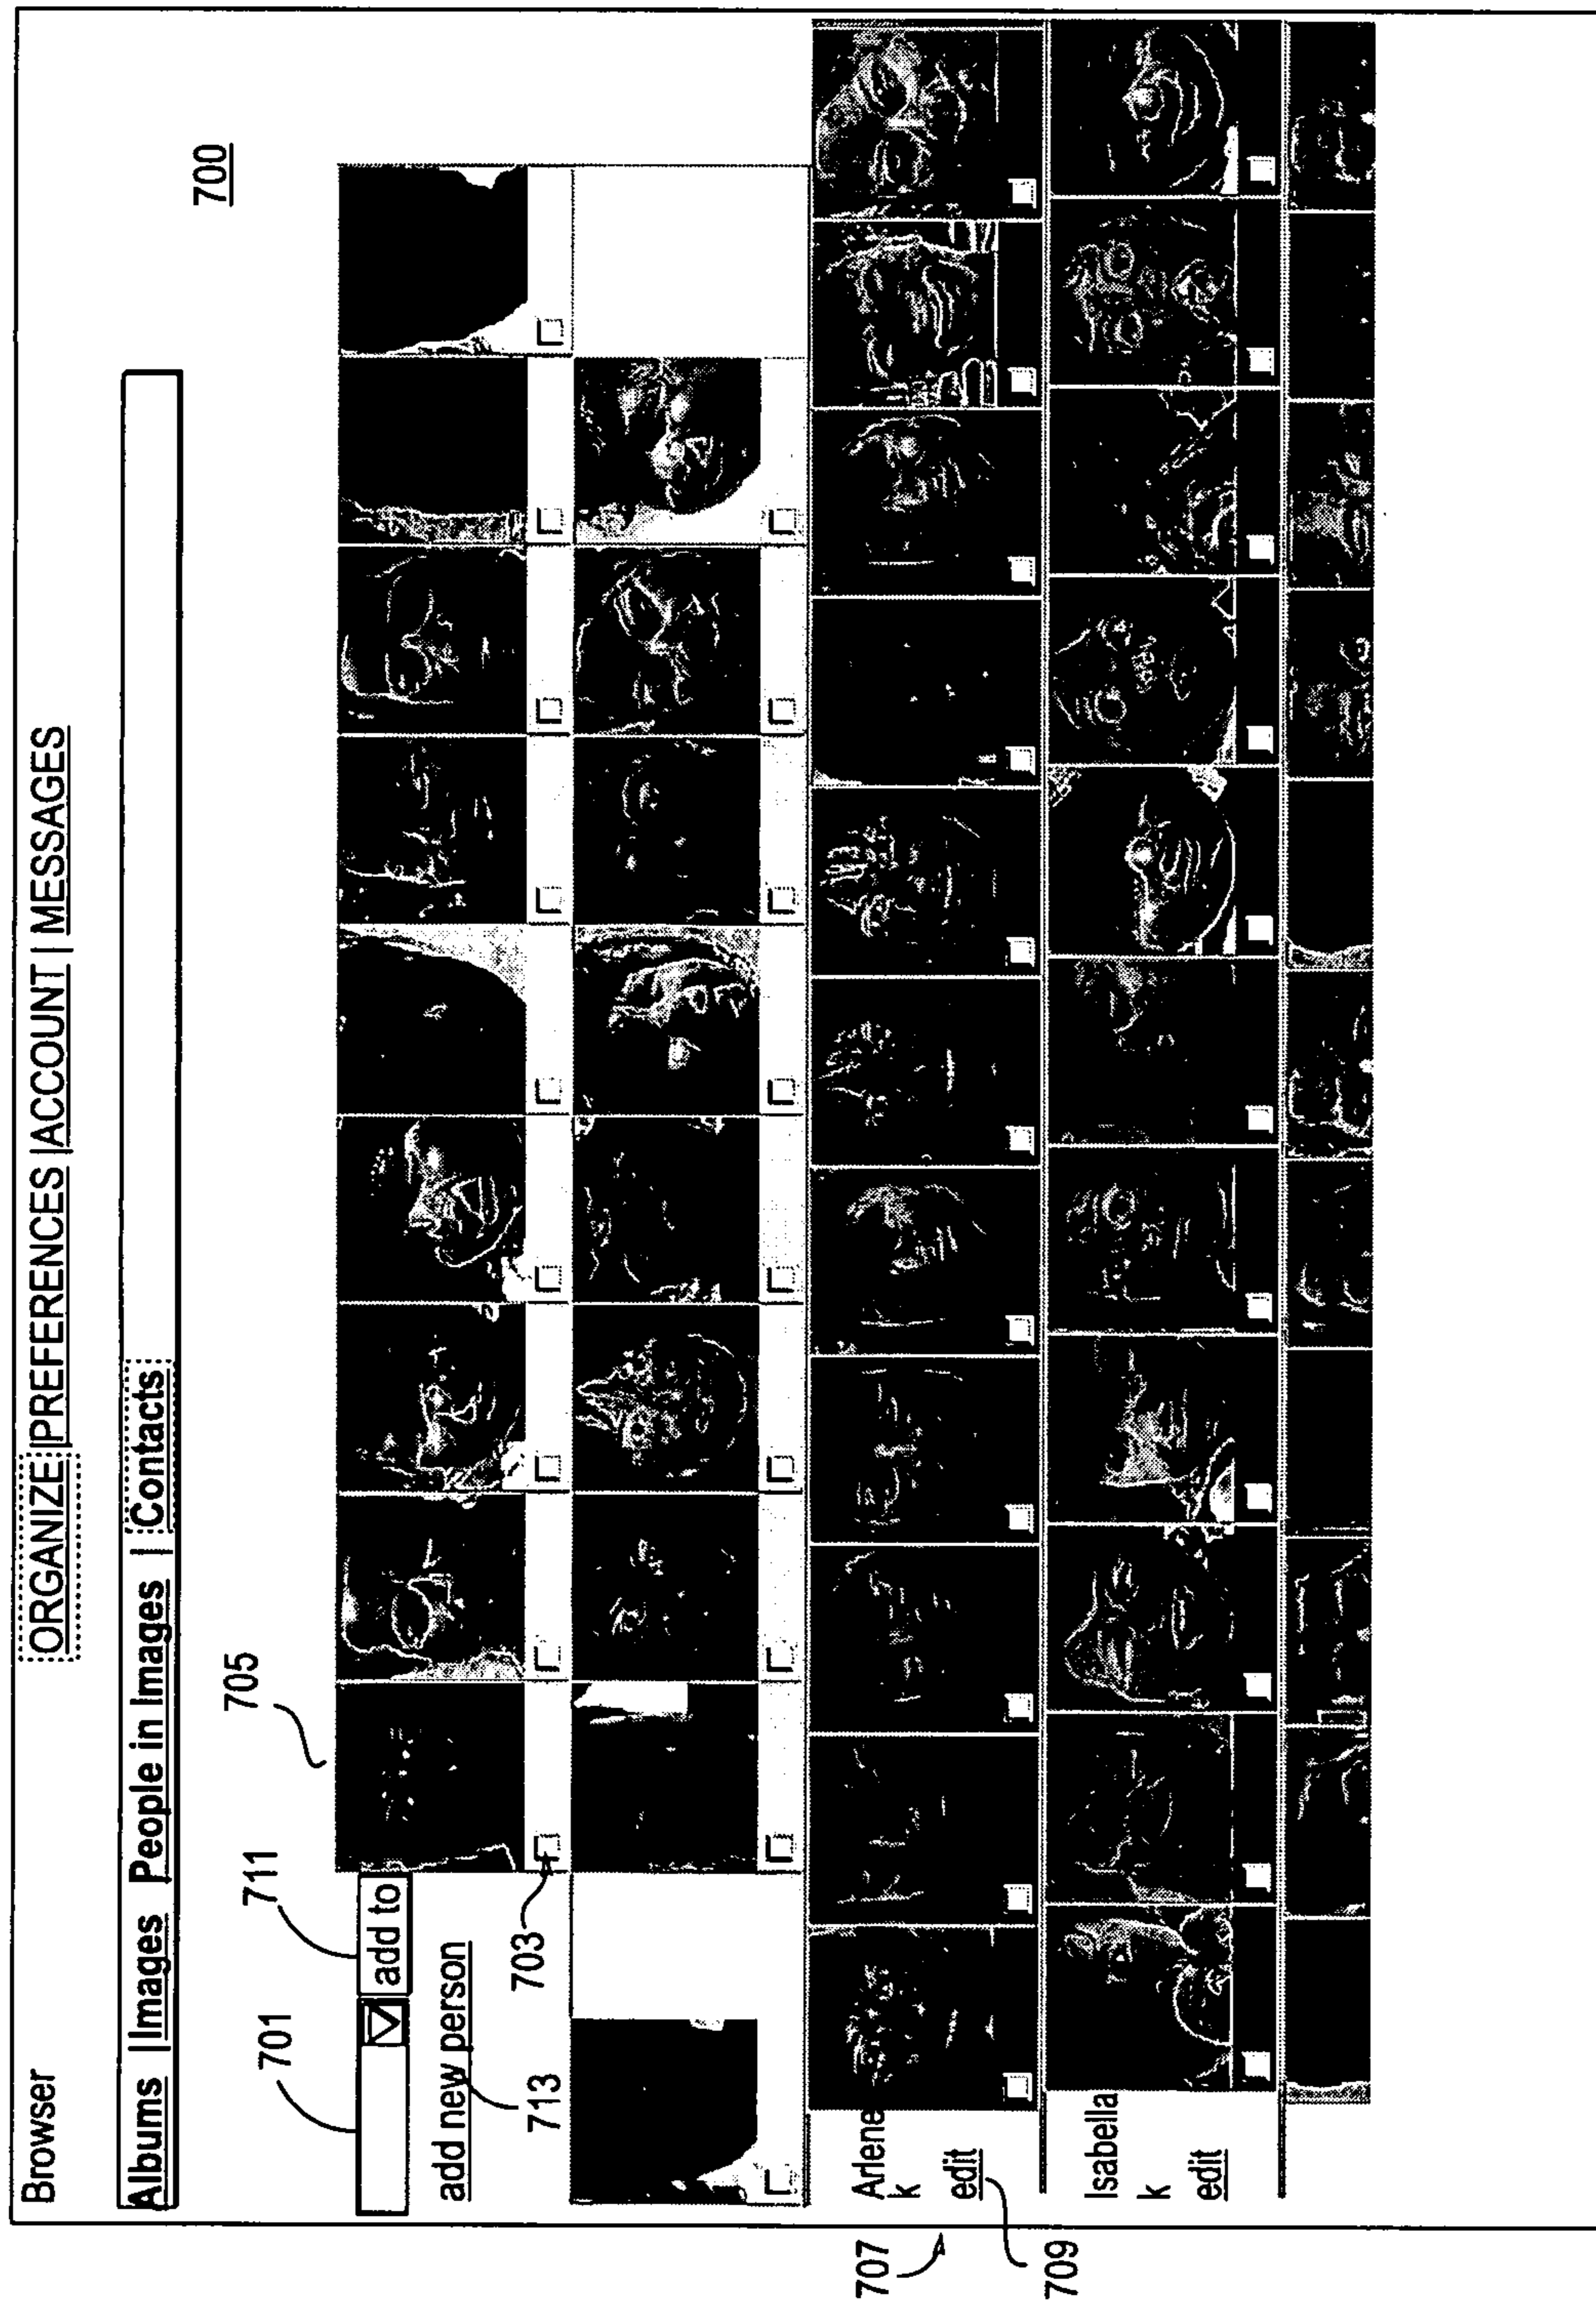 Browser
ORGANIZE|PREFERENCES|ACCOUNT|MESSAGES
Albums |Images People in Images | Contacts
700
701
711
705
add to
add new person
713
703
Arlene
k
edit
707
709
Isabella
k
edit